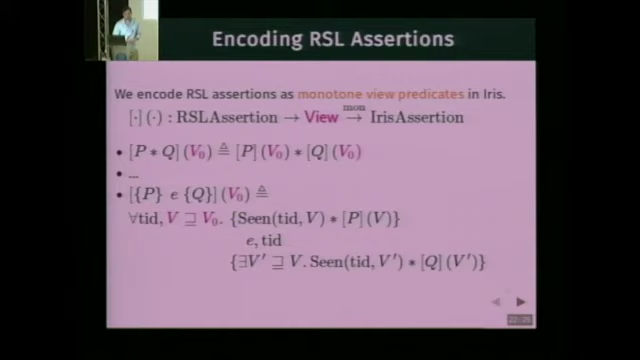 Encoding RSL Assertions
We encode RSL assertions as monotone view predicates in Iris.
[·](·) : RSLAssertion → View →^mon IrisAssertion
• [P ∗ Q](V₀) ≜ [P](V₀) ∗ [Q](V₀)
• ...
• [{P} e {Q}](V₀) ≜
∀tid, V ⊒ V₀. {Seen(tid, V) ∗ [P](V)}
e, tid
{∃V′ ⊒ V. Seen(tid, V′) ∗ [Q](V′)}